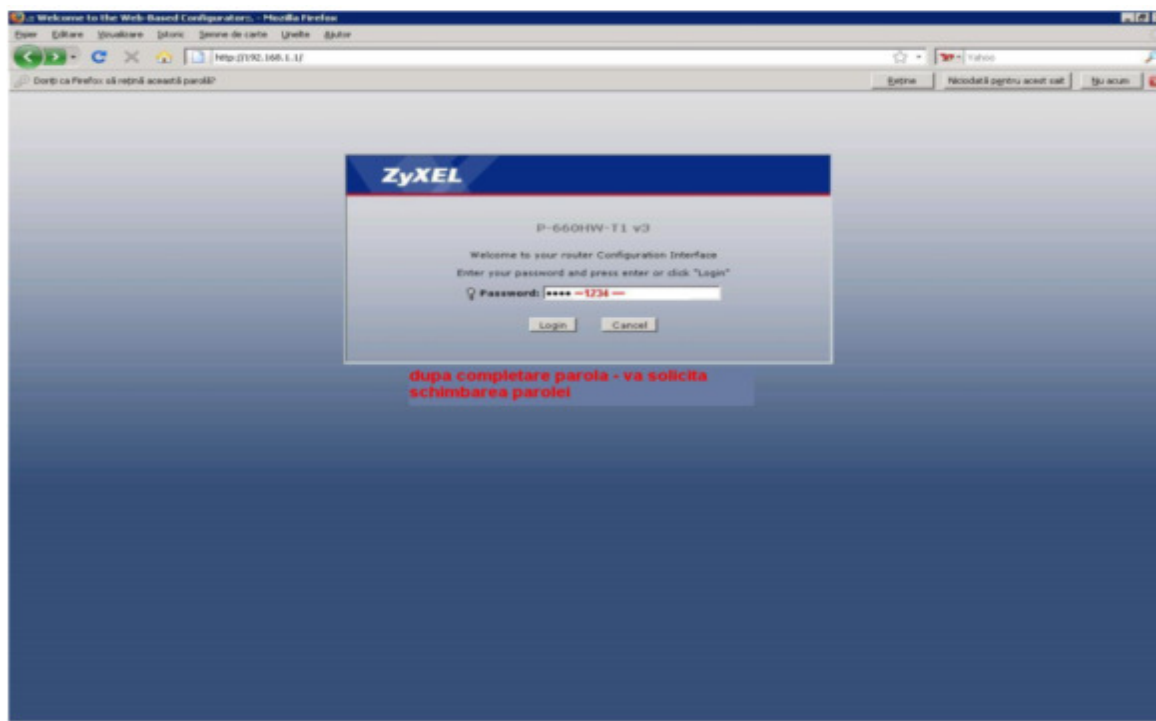 .:: Welcome to the Web-Based Configurator::. - Mozilla Firefox
Fișier Editare Vizualizare Istoric Semne de carte Unelte Ajutor
http://192.168.1.1/
Yahoo
Doriți ca Firefox să rețină această parolă?
Reține Niciodată pentru acest sait Nu acum
ZyXEL
P-660HW-T1 v3
Welcome to your router Configuration Interface
Enter your password and press enter or click "Login"
Password: •••• --1234 ---
Login Cancel
dupa completare parola - va solicita
schimbarea parolei